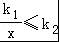 k₁/x ≤ k₂